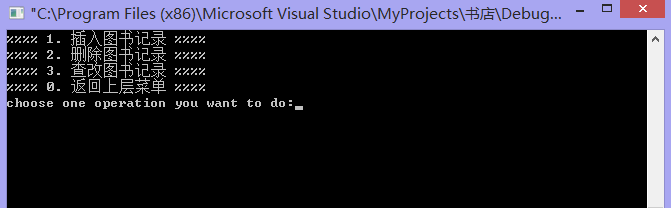 "C:\Program Files (x86)\Microsoft Visual Studio\MyProjects\书店\Debug...
%%%% 1. 插入图书记录 %%%%
%%%% 2. 删除图书记录 %%%%
%%%% 3. 查改图书记录 %%%%
%%%% 0. 返回上层菜单 %%%%
choose one operation you want to do: